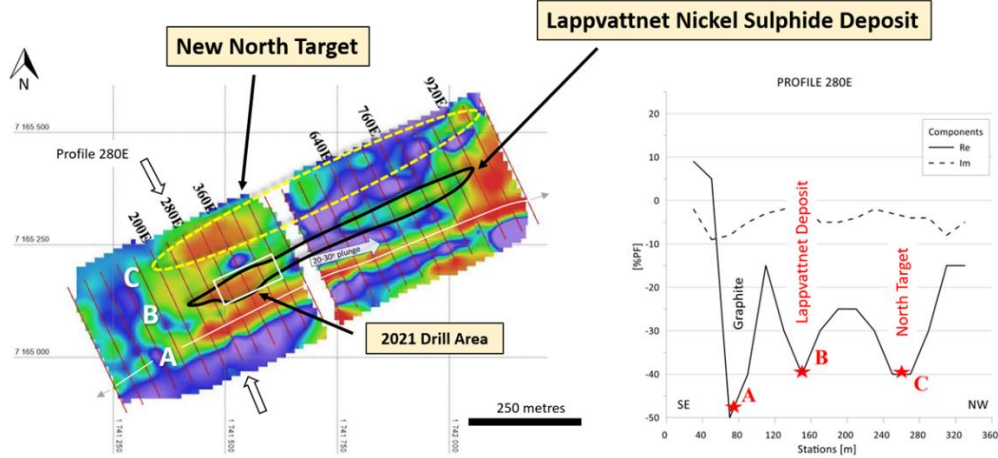 Lappvattnet Nickel Sulphide Deposit
New North Target
N
7 165 500
7 165 250
7 165 000
Profile 280E
200E
280E
360E
640E
760E
920E
C
B
A
20-30° plunge
2021 Drill Area
250 metres
1 741 250
1 741 500
1 741 750
1 742 000
PROFILE 280E
Components
Re
Im
[%PF]
20
10
0
-10
-20
-30
-40
-50
Graphite
Lappvattnet Deposit
North Target
A
B
C
SE
NW
0 40 80 120 160 200 240 280 320 360
Stations [m]